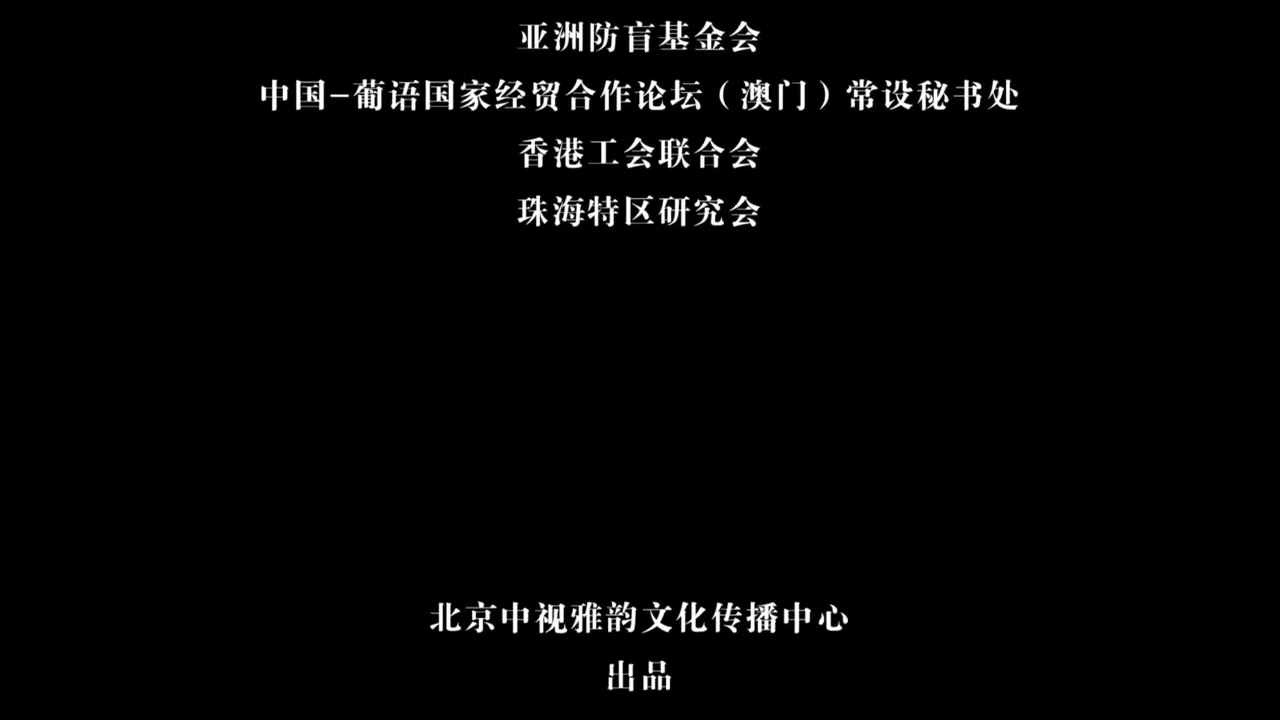 亚洲防盲基金会
中国-葡语国家经贸合作论坛（澳门）常设秘书处
香港工会联合会
珠海特区研究会
北京中视雅韵文化传播中心
出品